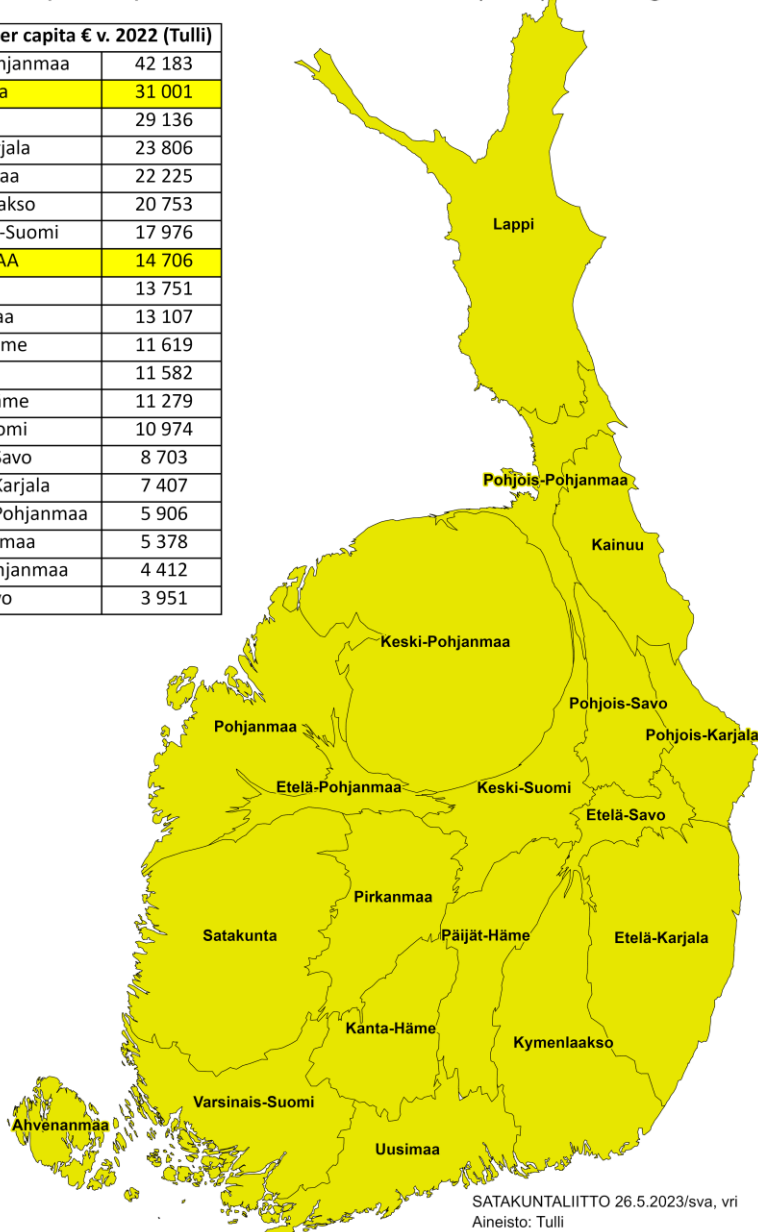 er capita € v. 2022 (Tulli)
hjanmaa 42 183
a 31 001
29 136
rjala 23 806
aa 22 225
akso 20 753
-Suomi 17 976
AA 14 706
13 751
aa 13 107
me 11 619
11 582
ame 11 279
omi 10 974
Savo 8 703
Karjala 7 407
Pohjanmaa 5 906
maa 5 378
hjanmaa 4 412
vo 3 951
Lappi
Pohjois-Pohjanmaa
Kainuu
Keski-Pohjanmaa
Pohjois-Savo
Pohjanmaa
Pohjois-Karjala
Etelä-Pohjanmaa
Keski-Suomi
Etelä-Savo
Pirkanmaa
Satakunta
Päijät-Häme
Etelä-Karjala
Kanta-Häme
Kymenlaakso
Varsinais-Suomi
Ahvenanmaa
Uusimaa
SATAKUNTALIITTO 26.5.2023/sva, vri
Aineisto: Tulli